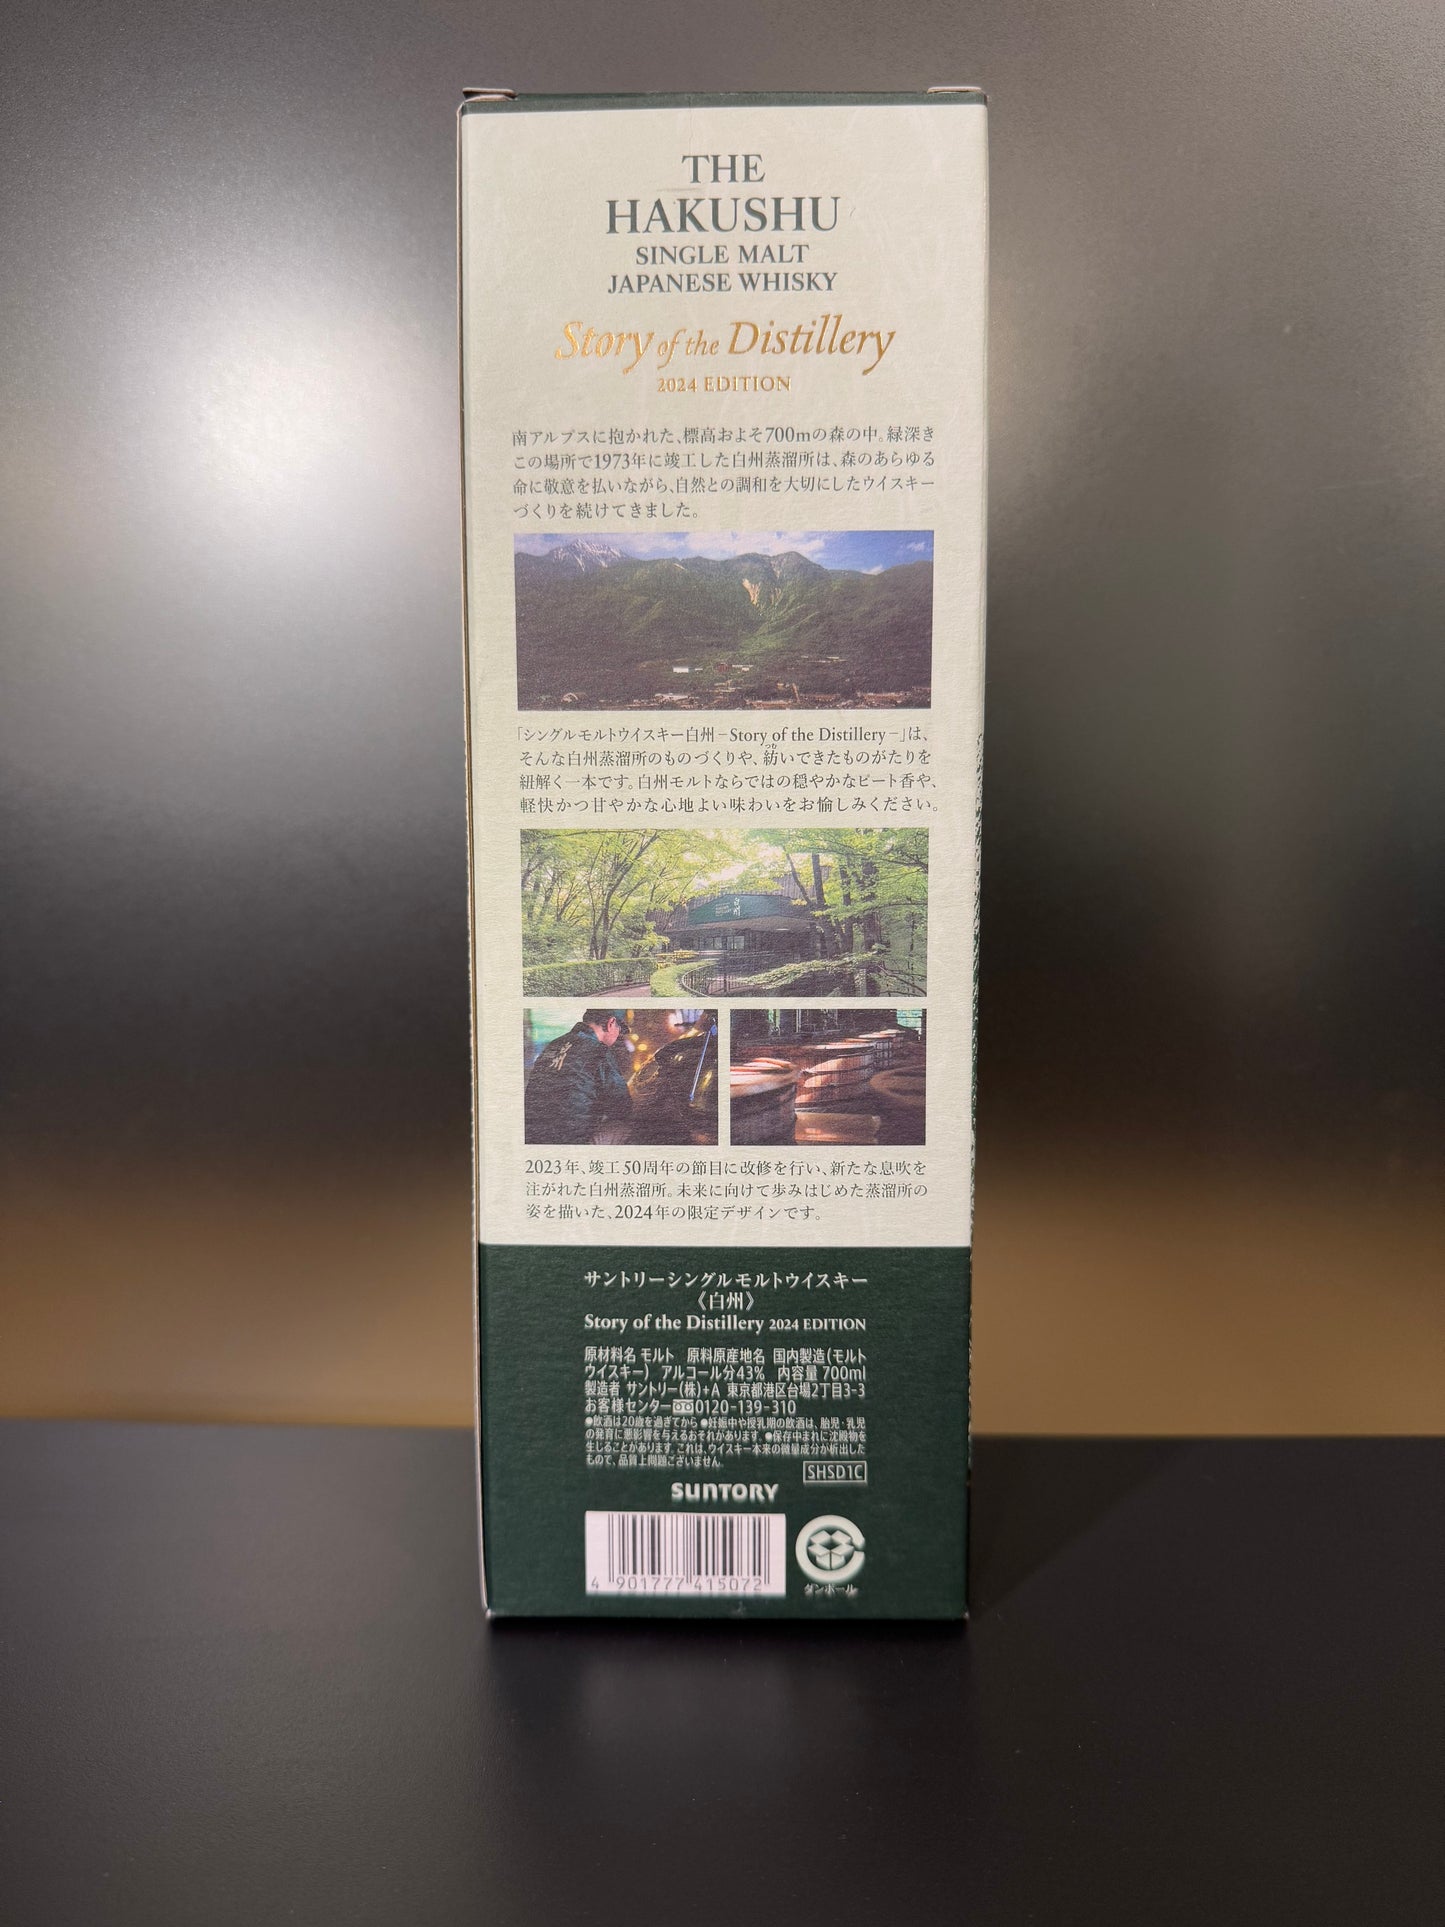 THE
HAKUSHU
SINGLE MALT
JAPANESE WHISKY
Story of the Distillery
2024 EDITION
南アルプスに抱かれた、標高およそ700mの森の中。緑深き
この場所で1973年に竣工した白州蒸溜所は、森のあらゆる
命に敬意を払いながら、自然との調和を大切にしたウイスキー
づくりを続けてきました。
「シングルモルトウイスキー白州－Story of the Distillery－」は、
つむ
そんな白州蒸溜所のものづくりや、紡いできたものがたりを
紐解く一本です。白州モルトならではの穏やかなピート香や、
軽快かつ甘やかな心地よい味わいをお愉しみください。
白州
2023年、竣工50周年の節目に改修を行い、新たな息吹を
注がれた白州蒸溜所。未来に向けて歩みはじめた蒸溜所の
姿を描いた、2024年の限定デザインです。
サントリーシングルモルトウイスキー
《白州》
Story of the Distillery 2024 EDITION
原材料名 モルト 原料原産地名 国内製造(モルト
ウイスキー) アルコール分43% 内容量 700ml
製造者 サントリー(株)+A 東京都港区台場2丁目3-3
お客様センター 0120-139-310
●飲酒は20歳を過ぎてから ●妊娠中や授乳期の飲酒は、胎児・乳児
の発育に悪影響を与えるおそれがあります。●保存中まれに沈殿物を
生じることがあります。これは、ウイスキー本来の微量成分が析出した
もので、品質上問題ございません。
SHSD1C
SUNTORY
4 901777 415072
ダンボール